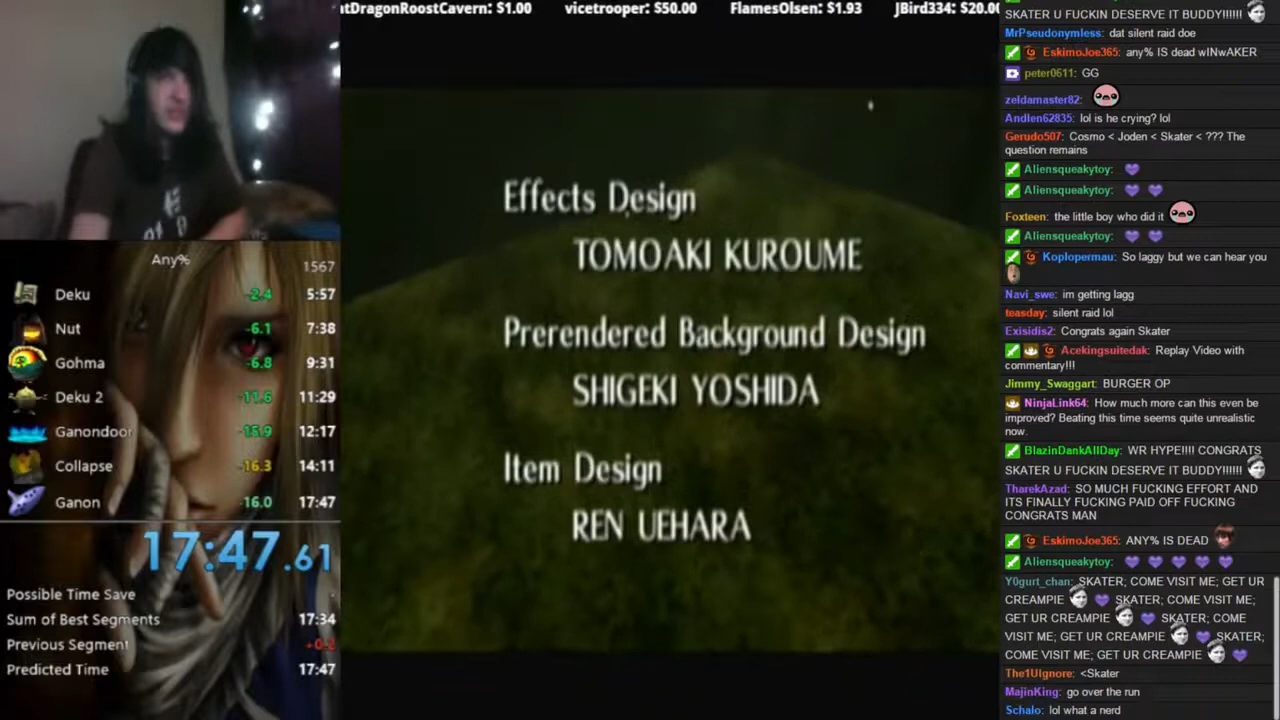 atDragonRoostCavern: $1.00 vicetrooper: $50.00 FlamesOlsen: $1.93 JBird334: $20.00
Effects Design
TOMOAKI KUROUME
Prerendered Background Design
SHIGEKI YOSHIDA
Item Design
REN UEHARA
Any% 1567
Deku -2.4 5:57
Nut -6.1 7:38
Gohma -6.8 9:31
Deku 2 -11.6 11:29
Ganondoor -15.9 12:17
Collapse -16.3 14:11
Ganon -16.0 17:47
17:47.61
Possible Time Save -
Sum of Best Segments 17:34
Previous Segment
Predicted Time 17:47
SKATER U FUCKIN DESERVE IT BUDDY!!!!!!
MrPseudonymless: dat silent raid doe
EskimoJoe365: any% IS dead wINwAKER
peter0611: GG
zeldamaster82:
Andlen62835: lol is he crying? lol
Gerudo507: Cosmo < Joden < Skater < ??? The
question remains
Aliensqueakytoy:
Aliensqueakytoy:
Foxteen: the little boy who did it
Aliensqueakytoy:
Koplopermau: So laggy but we can hear you
Navi_swe: im getting lagg
teasday: silent raid lol
Exisidis2: Congrats again Skater
Acekingsuitedak: Replay Video with
commentary!!!
Jimmy_Swaggart: BURGER OP
NinjaLink64: How much more can this even be
improved? Beating this time seems quite unrealistic
now.
BlazinDankAllDay: WR HYPE!!!! CONGRATS
SKATER U FUCKIN DESERVE IT BUDDY!!!!!!
TharekAzad: SO MUCH FUCKING EFFORT AND
ITS FINALLY FUCKING PAID OFF FUCKING
CONGRATS MAN
EskimoJoe365: ANY% IS DEAD
Aliensqueakytoy:
Y0gurt_chan: SKATER; COME VISIT ME; GET UR
CREAMPIE SKATER; COME VISIT ME;
GET UR CREAMPIE SKATER; COME
VISIT ME; GET UR CREAMPIE SKATER;
COME VISIT ME; GET UR CREAMPIE
The1UIgnore: <Skater
MajinKing: go over the run
Schalo: lol what a nerd